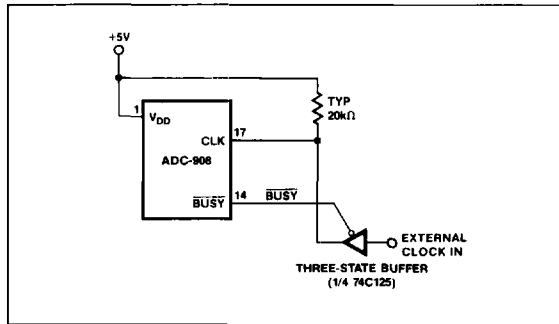 +5V
TYP
20kΩ
1
VDD
CLK
17
ADC-908
BUSY
14
BUSY
EXTERNAL
CLOCK IN
THREE-STATE BUFFER
(1/4 74C125)